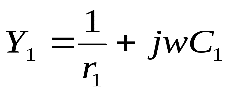 Y₁ = 1/r₁ + jwC₁